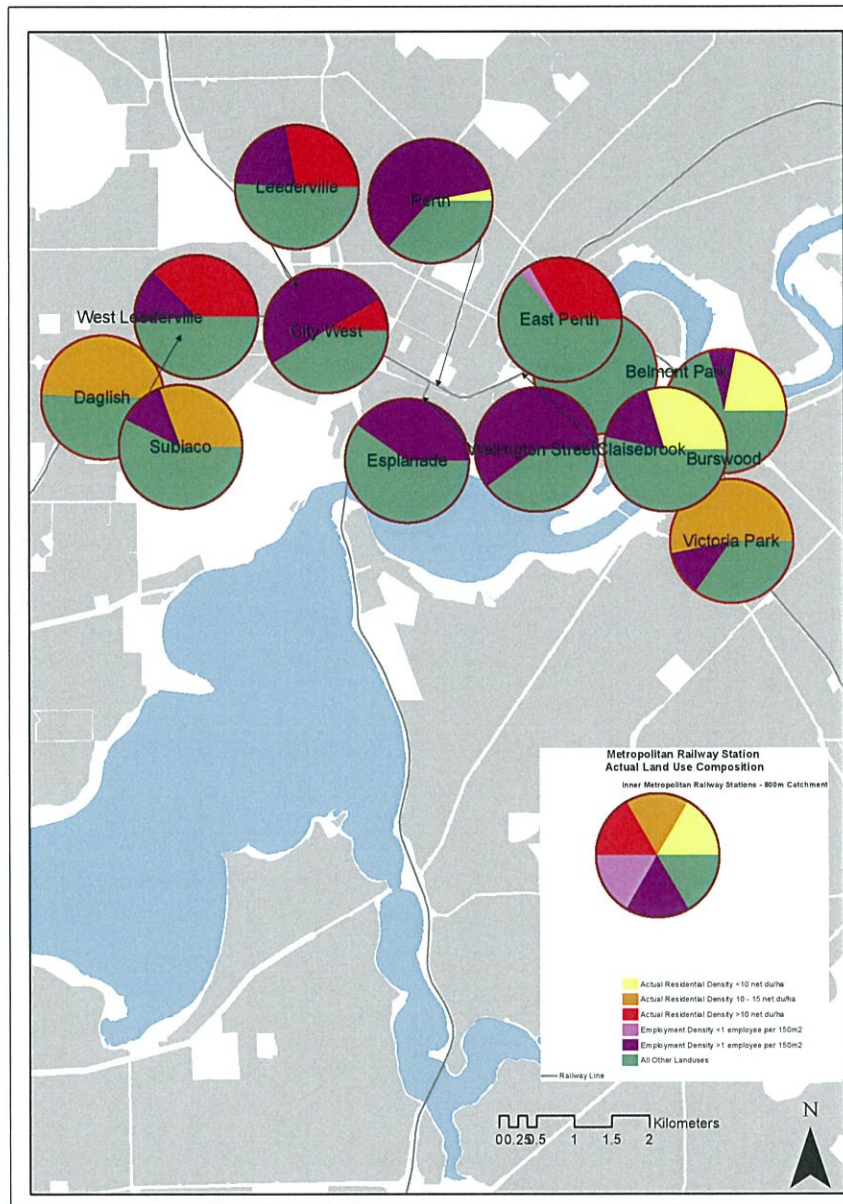 Leederville
Perth
West Leederville
City West
East Perth
Belmont Park
Daglish
Subiaco
Esplanade
Wellington Street
Claisebrook
Burswood
Victoria Park
Metropolitan Railway Station
Actual Land Use Composition
Inner Metropolitan Railway Stations - 800m Catchment
Actual Residential Density <10 net du/ha
Actual Residential Density 10 - 15 net du/ha
Actual Residential Density >10 net du/ha
Employment Density <1 employee per 150m2
Employment Density >1 employee per 150m2
All Other Landuses
Railway Line
N
Kilometers
0 0.25 0.5 1 1.5 2